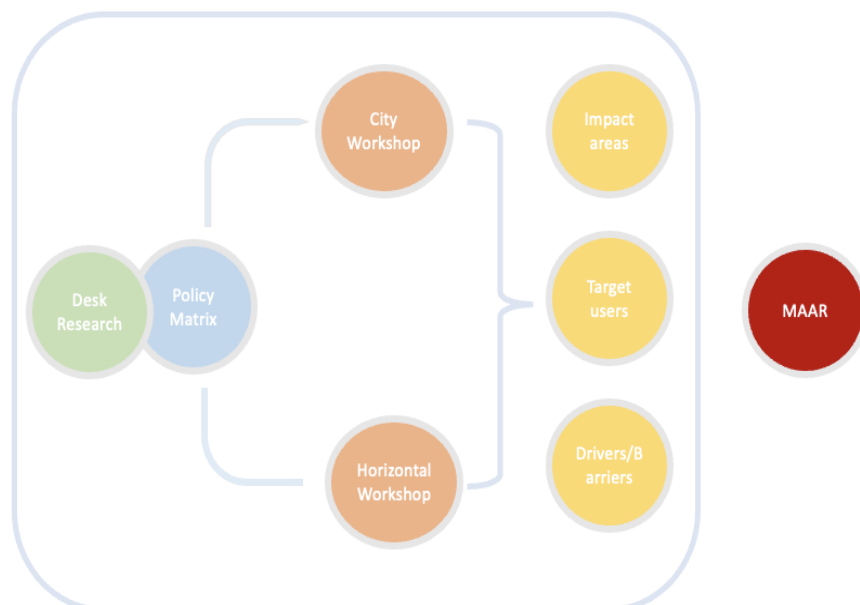 City
Workshop
Impact
areas
Desk
Research
Policy
Matrix
Target
users
MAAR
Horizontal
Workshop
Drivers/B
arriers